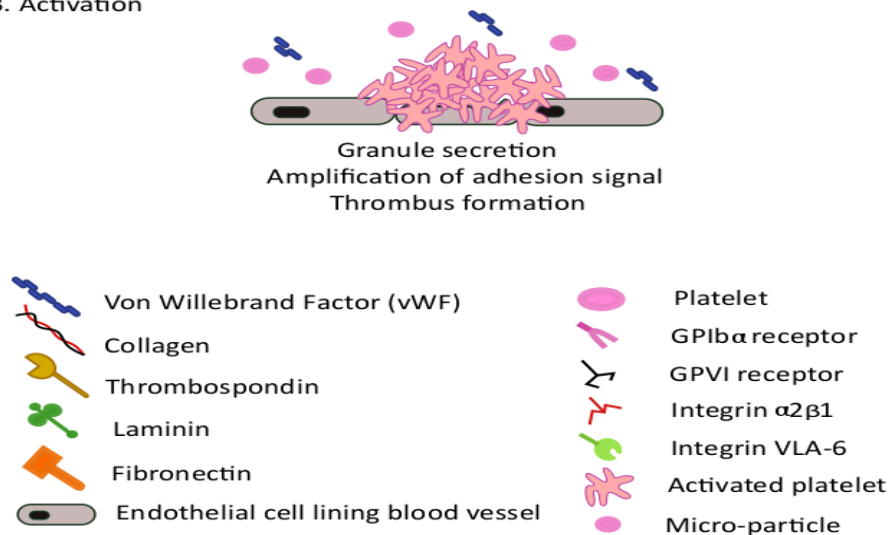 3. Activation
Granule secretion
Amplification of adhesion signal
Thrombus formation
Von Willebrand Factor (vWF)
Collagen
Thrombospondin
Laminin
Fibronectin
Endothelial cell lining blood vessel
Platelet
GPIbα receptor
GPVI receptor
Integrin α2β1
Integrin VLA-6
Activated platelet
Micro-particle